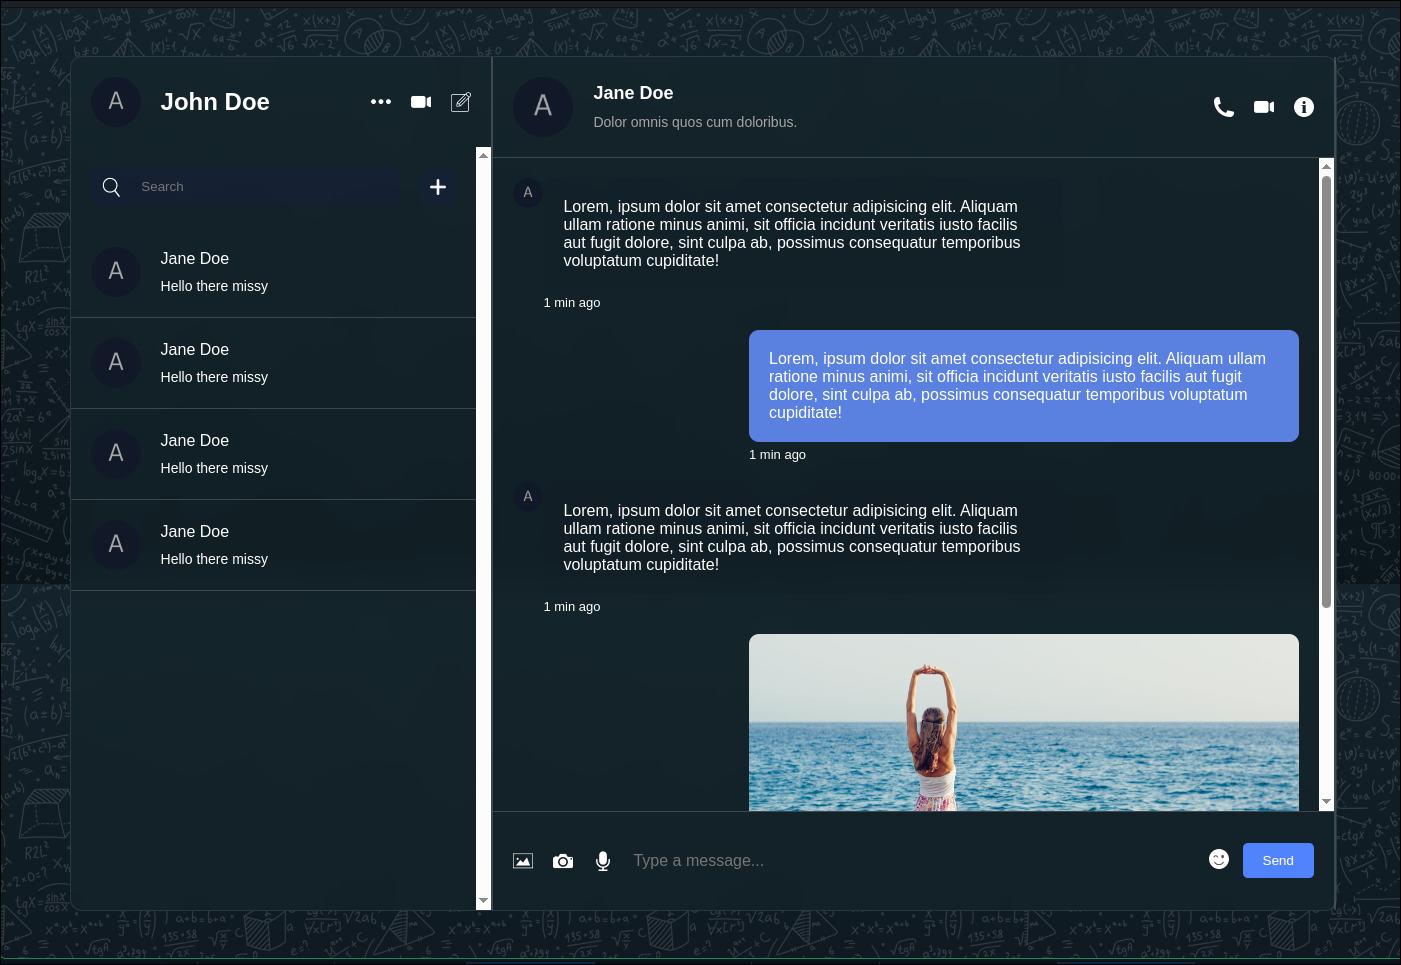 A
John Doe
Search
A
Jane Doe
Hello there missy
A
Jane Doe
Hello there missy
A
Jane Doe
Hello there missy
A
Jane Doe
Hello there missy
A
Jane Doe
Dolor omnis quos cum doloribus.
A
Lorem, ipsum dolor sit amet consectetur adipisicing elit. Aliquam
ullam ratione minus animi, sit officia incidunt veritatis iusto facilis
aut fugit dolore, sint culpa ab, possimus consequatur temporibus
voluptatum cupiditate!
1 min ago
Lorem, ipsum dolor sit amet consectetur adipisicing elit. Aliquam ullam
ratione minus animi, sit officia incidunt veritatis iusto facilis aut fugit
dolore, sint culpa ab, possimus consequatur temporibus voluptatum
cupiditate!
1 min ago
A
Lorem, ipsum dolor sit amet consectetur adipisicing elit. Aliquam
ullam ratione minus animi, sit officia incidunt veritatis iusto facilis
aut fugit dolore, sint culpa ab, possimus consequatur temporibus
voluptatum cupiditate!
1 min ago
Type a message...
Send